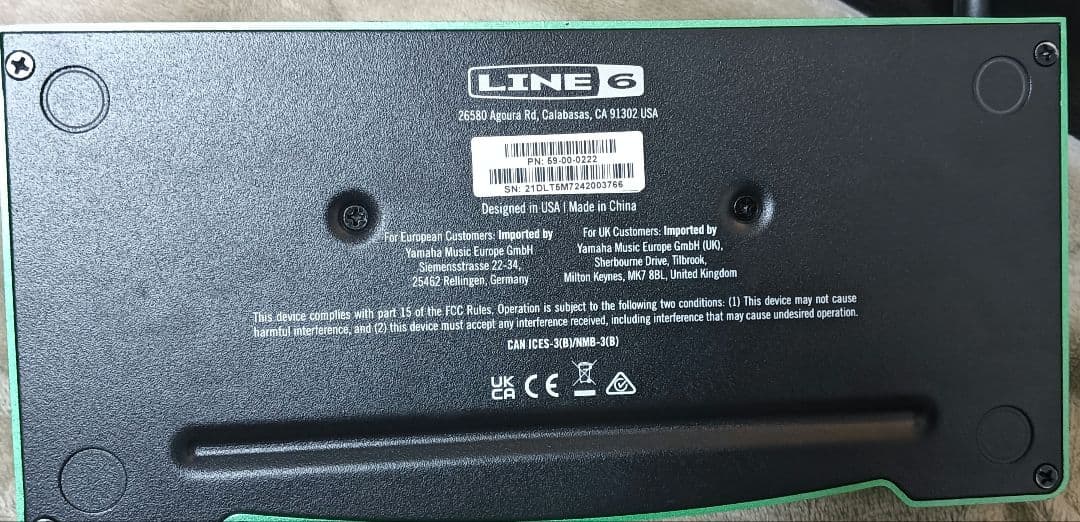 LINE 6
26580 Agoura Rd, Calabasas, CA 91302 USA
PN: 59-00-0222
SN: 21DLT6M7242003766
Designed in USA | Made in China
For European Customers: Imported by
Yamaha Music Europe GmbH
Siemensstrasse 22-34,
25462 Rellingen, Germany
For UK Customers: Imported by
Yamaha Music Europe GmbH (UK),
Sherbourne Drive, Tilbrook,
Milton Keynes, MK7 8BL, United Kingdom
This device complies with part 15 of the FCC Rules. Operation is subject to the following two conditions: (1) This device may not cause
harmful interference, and (2) this device must accept any interference received, including interference that may cause undesired operation.
CAN ICES-3(B)/NMB-3(B)
UK
CA CE